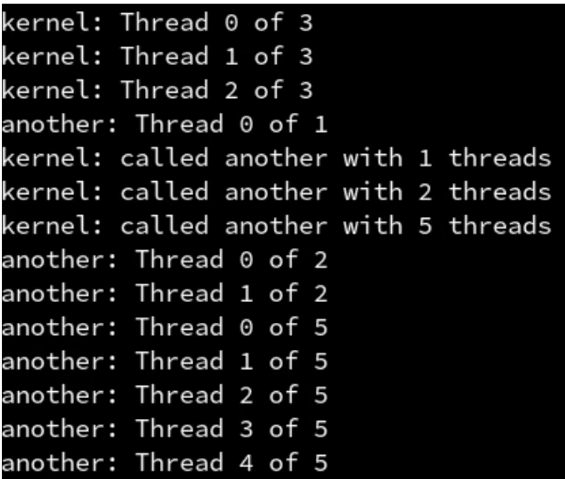 kernel: Thread 0 of 3
kernel: Thread 1 of 3
kernel: Thread 2 of 3
another: Thread 0 of 1
kernel: called another with 1 threads
kernel: called another with 2 threads
kernel: called another with 5 threads
another: Thread 0 of 2
another: Thread 1 of 2
another: Thread 0 of 5
another: Thread 1 of 5
another: Thread 2 of 5
another: Thread 3 of 5
another: Thread 4 of 5